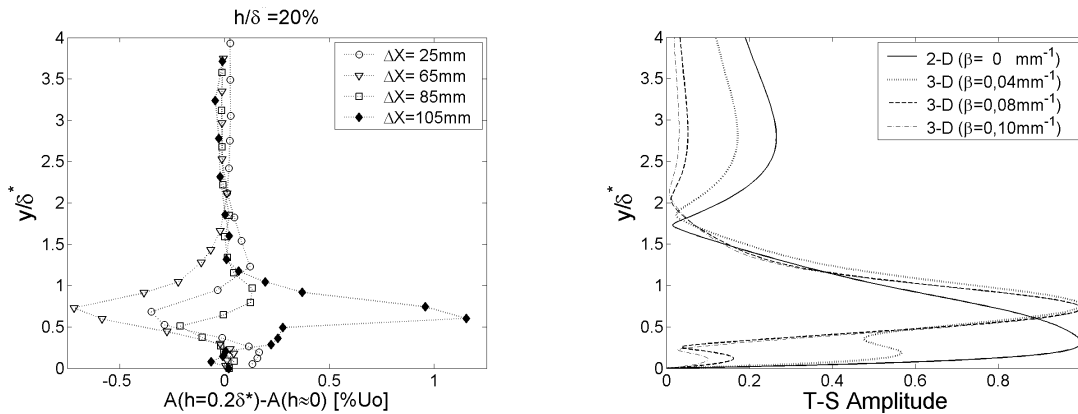 h/δ =20%
4
3.5
3
2.5
2
1.5
1
0.5
0
y/δ*
-0.5 0 0.5 1
A(h=0.2δ*)-A(h≈0) [%Uo]
ΔX= 25mm
ΔX= 65mm
ΔX= 85mm
ΔX=105mm
4
3.5
3
2.5
2
1.5
1
0.5
0
y/δ*
0 0.2 0.4 0.6 0.8 1
T-S Amplitude
2-D (β= 0 mm⁻¹)
3-D (β=0,04mm⁻¹)
3-D (β=0,08mm⁻¹)
3-D (β=0,10mm⁻¹)